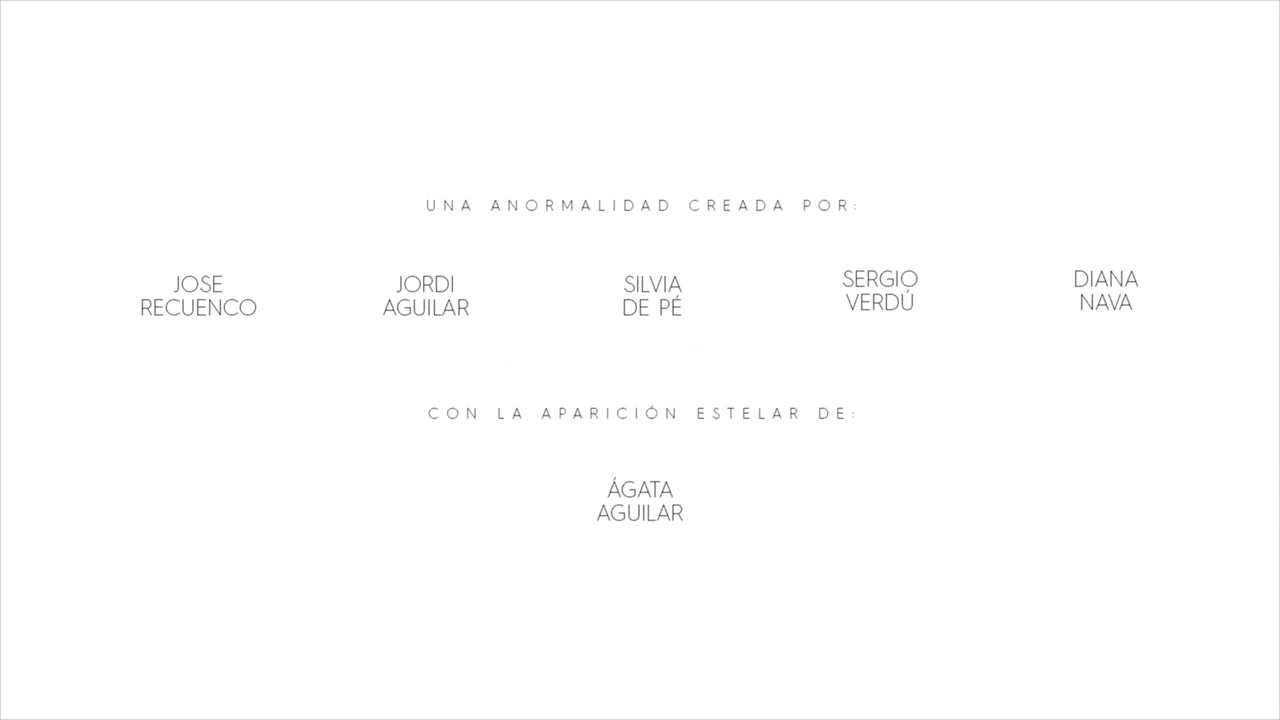 UNA ANORMALIDAD CREADA POR:
JOSE
RECUENCO
JORDI
AGUILAR
SILVIA
DE PÉ
SERGIO
VERDÚ
DIANA
NAVA
CON LA APARICIÓN ESTELAR DE:
ÁGATA
AGUILAR